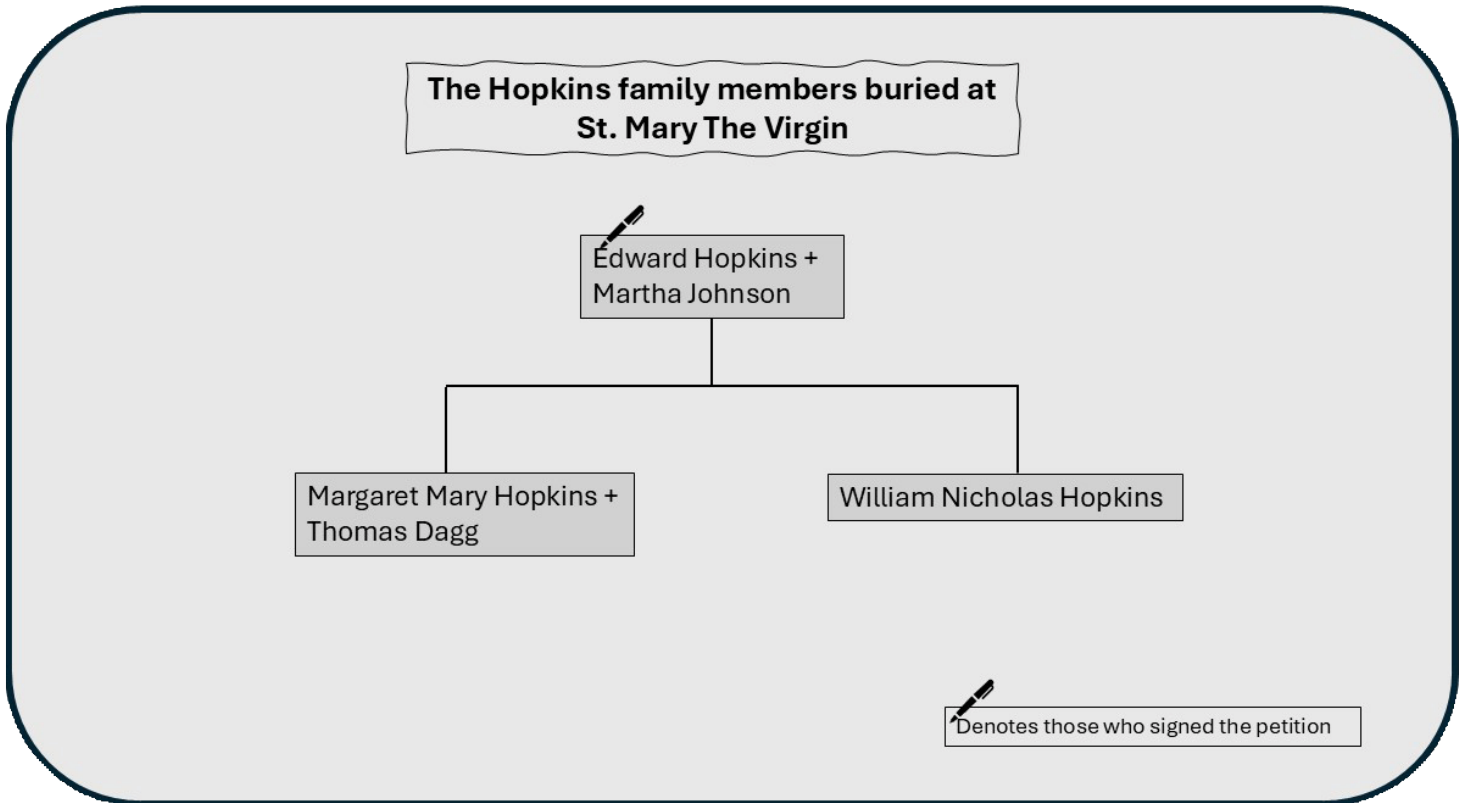 The Hopkins family members buried at
St. Mary The Virgin
Edward Hopkins +
Martha Johnson
Margaret Mary Hopkins +
Thomas Dagg
William Nicholas Hopkins
Denotes those who signed the petition